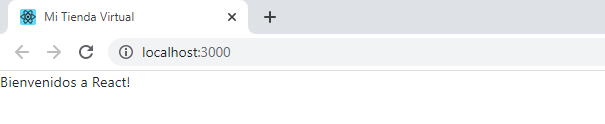 Mi Tienda Virtual
localhost:3000
Bienvenidos a React!